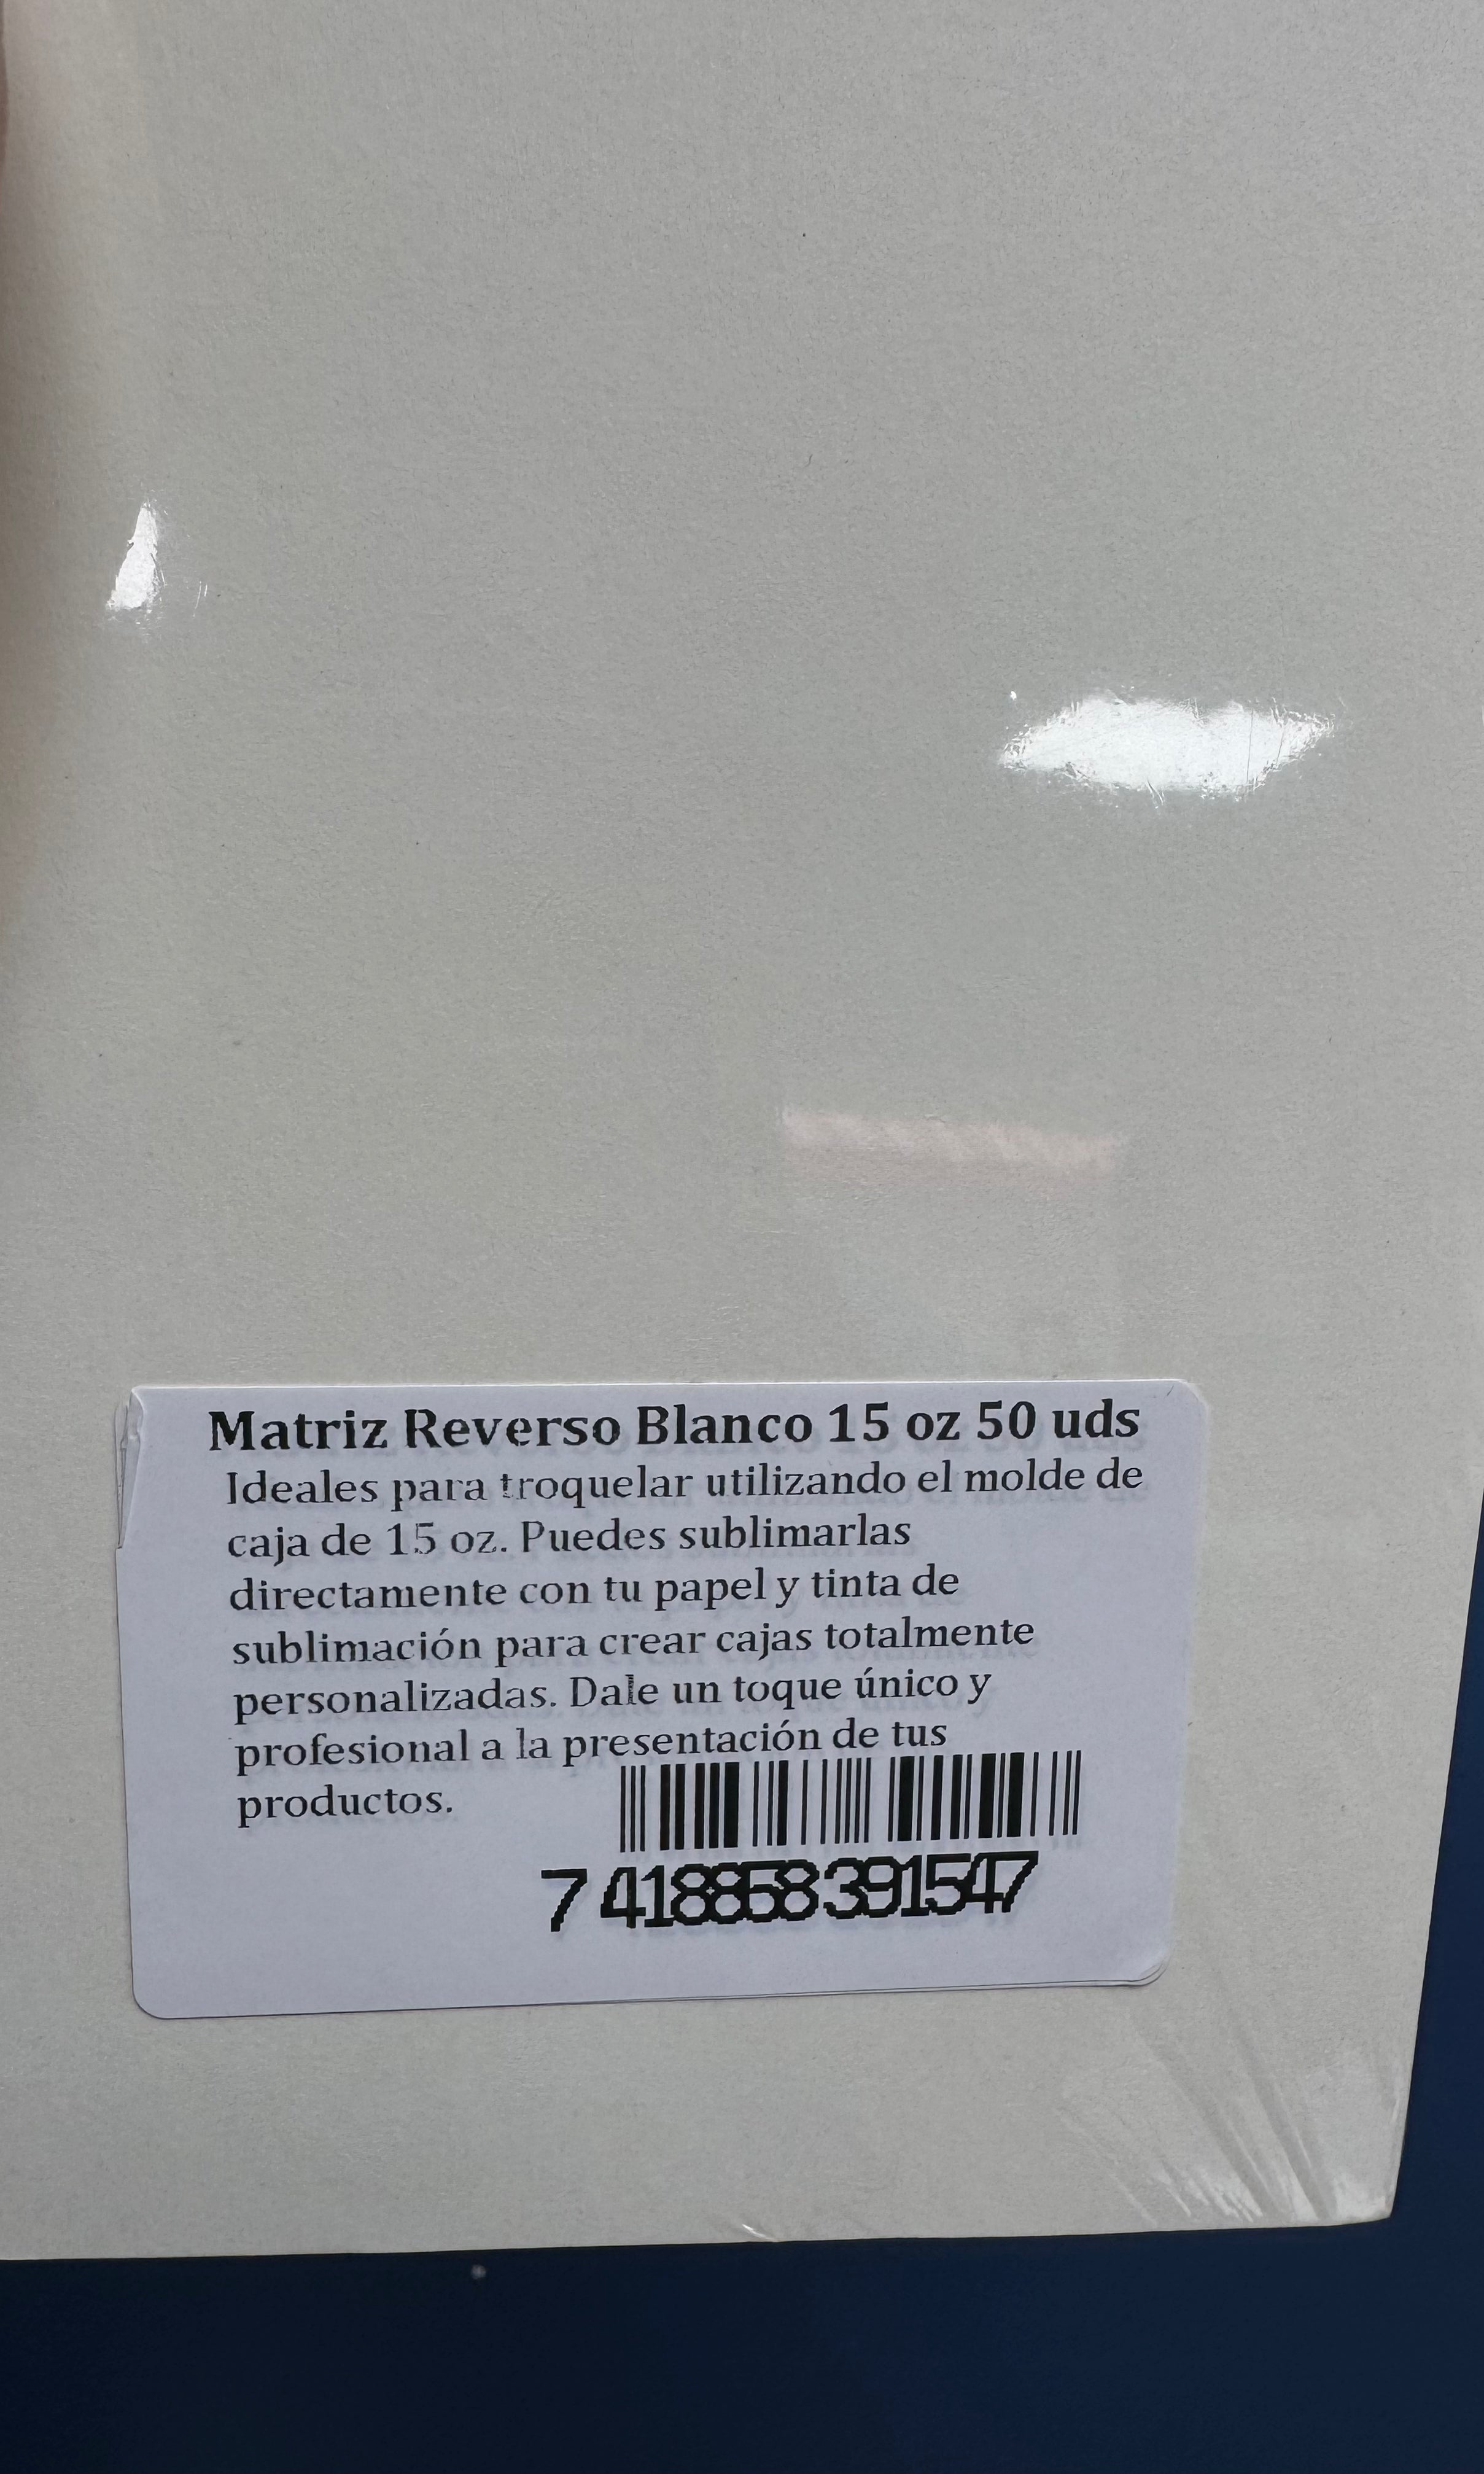 Matriz Reverso Blanco 15 oz 50 uds
Ideales para troquelar utilizando el molde de
caja de 15 oz. Puedes sublimarlas
directamente con tu papel y tinta de
sublimación para crear cajas totalmente
personalizadas. Dale un toque único y
profesional a la presentación de tus
productos.
7 418858 391547